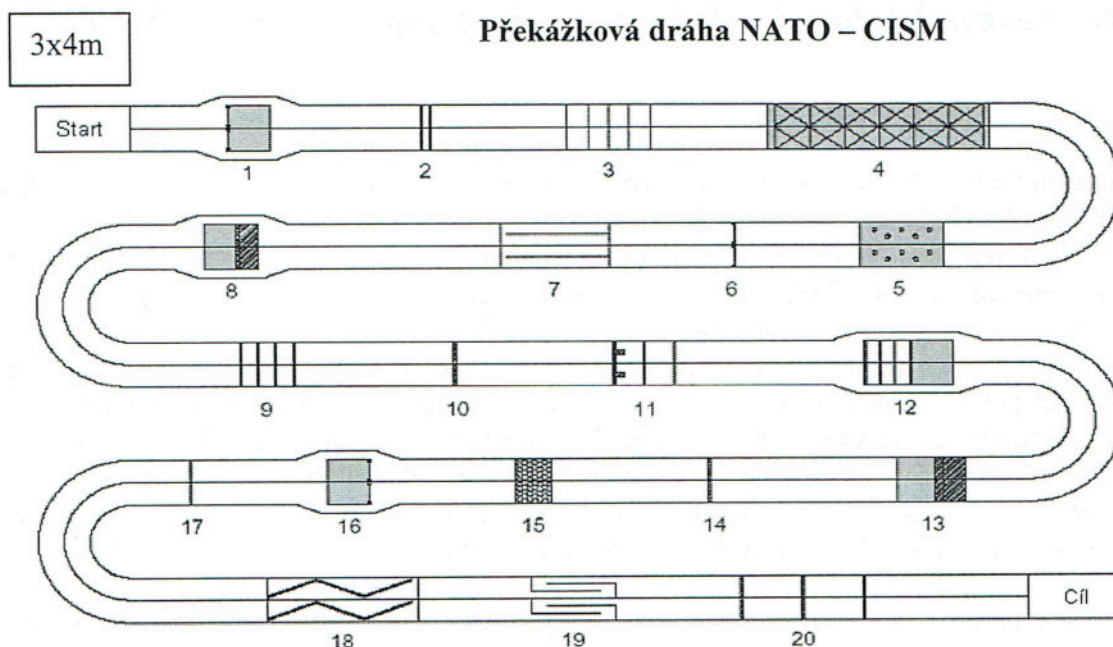 Překážková dráha NATO – CISM
3x4m
Start
1 2 3 4
8 7 6 5
9 10 11 12
17 16 15 14 13
Cíl
18 19 20